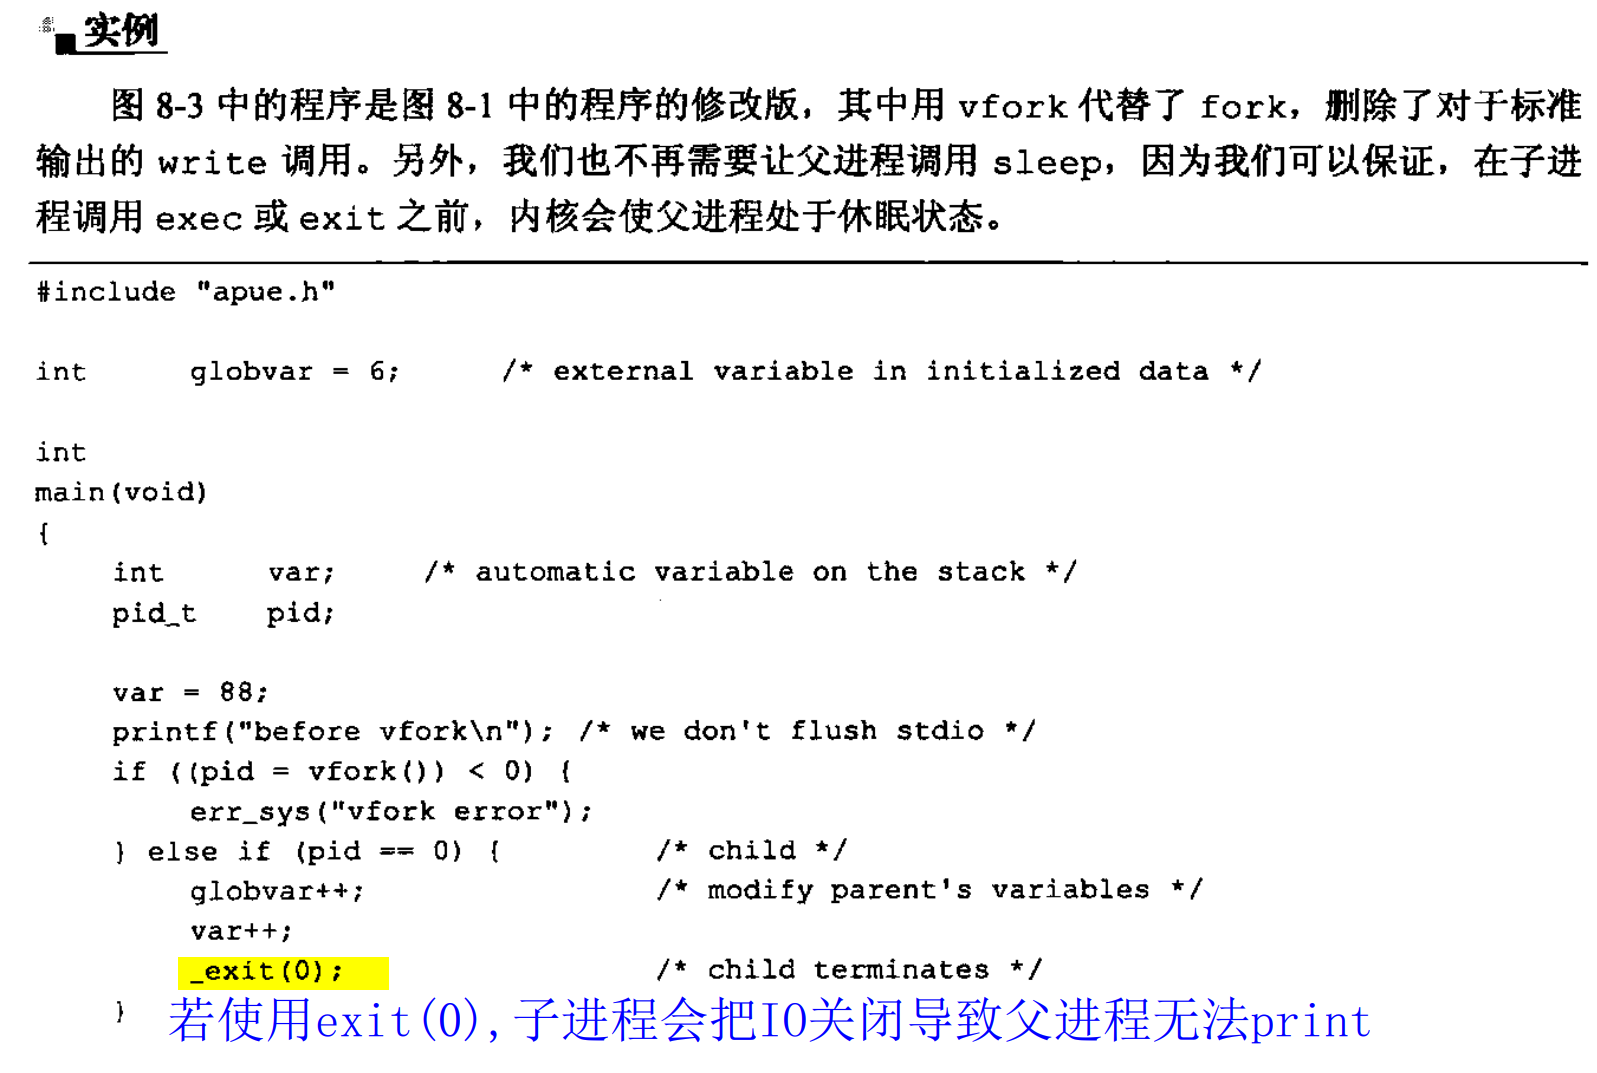 实例
图 8-3 中的程序是图 8-1 中的程序的修改版，其中用 vfork 代替了 fork，删除了对于标准
输出的 write 调用。另外，我们也不再需要让父进程调用 sleep，因为我们可以保证，在子进
程调用 exec 或 exit 之前，内核会使父进程处于休眠状态。
#include "apue.h"
int globvar = 6; /* external variable in initialized data */
int
main(void)
{
int var; /* automatic variable on the stack */
pid_t pid;
var = 88;
printf("before vfork\n"); /* we don't flush stdio */
if ((pid = vfork()) < 0) {
err_sys("vfork error");
} else if (pid == 0) { /* child */
globvar++; /* modify parent's variables */
var++;
_exit(0); /* child terminates */
}
若使用exit(0),子进程会把IO关闭导致父进程无法print